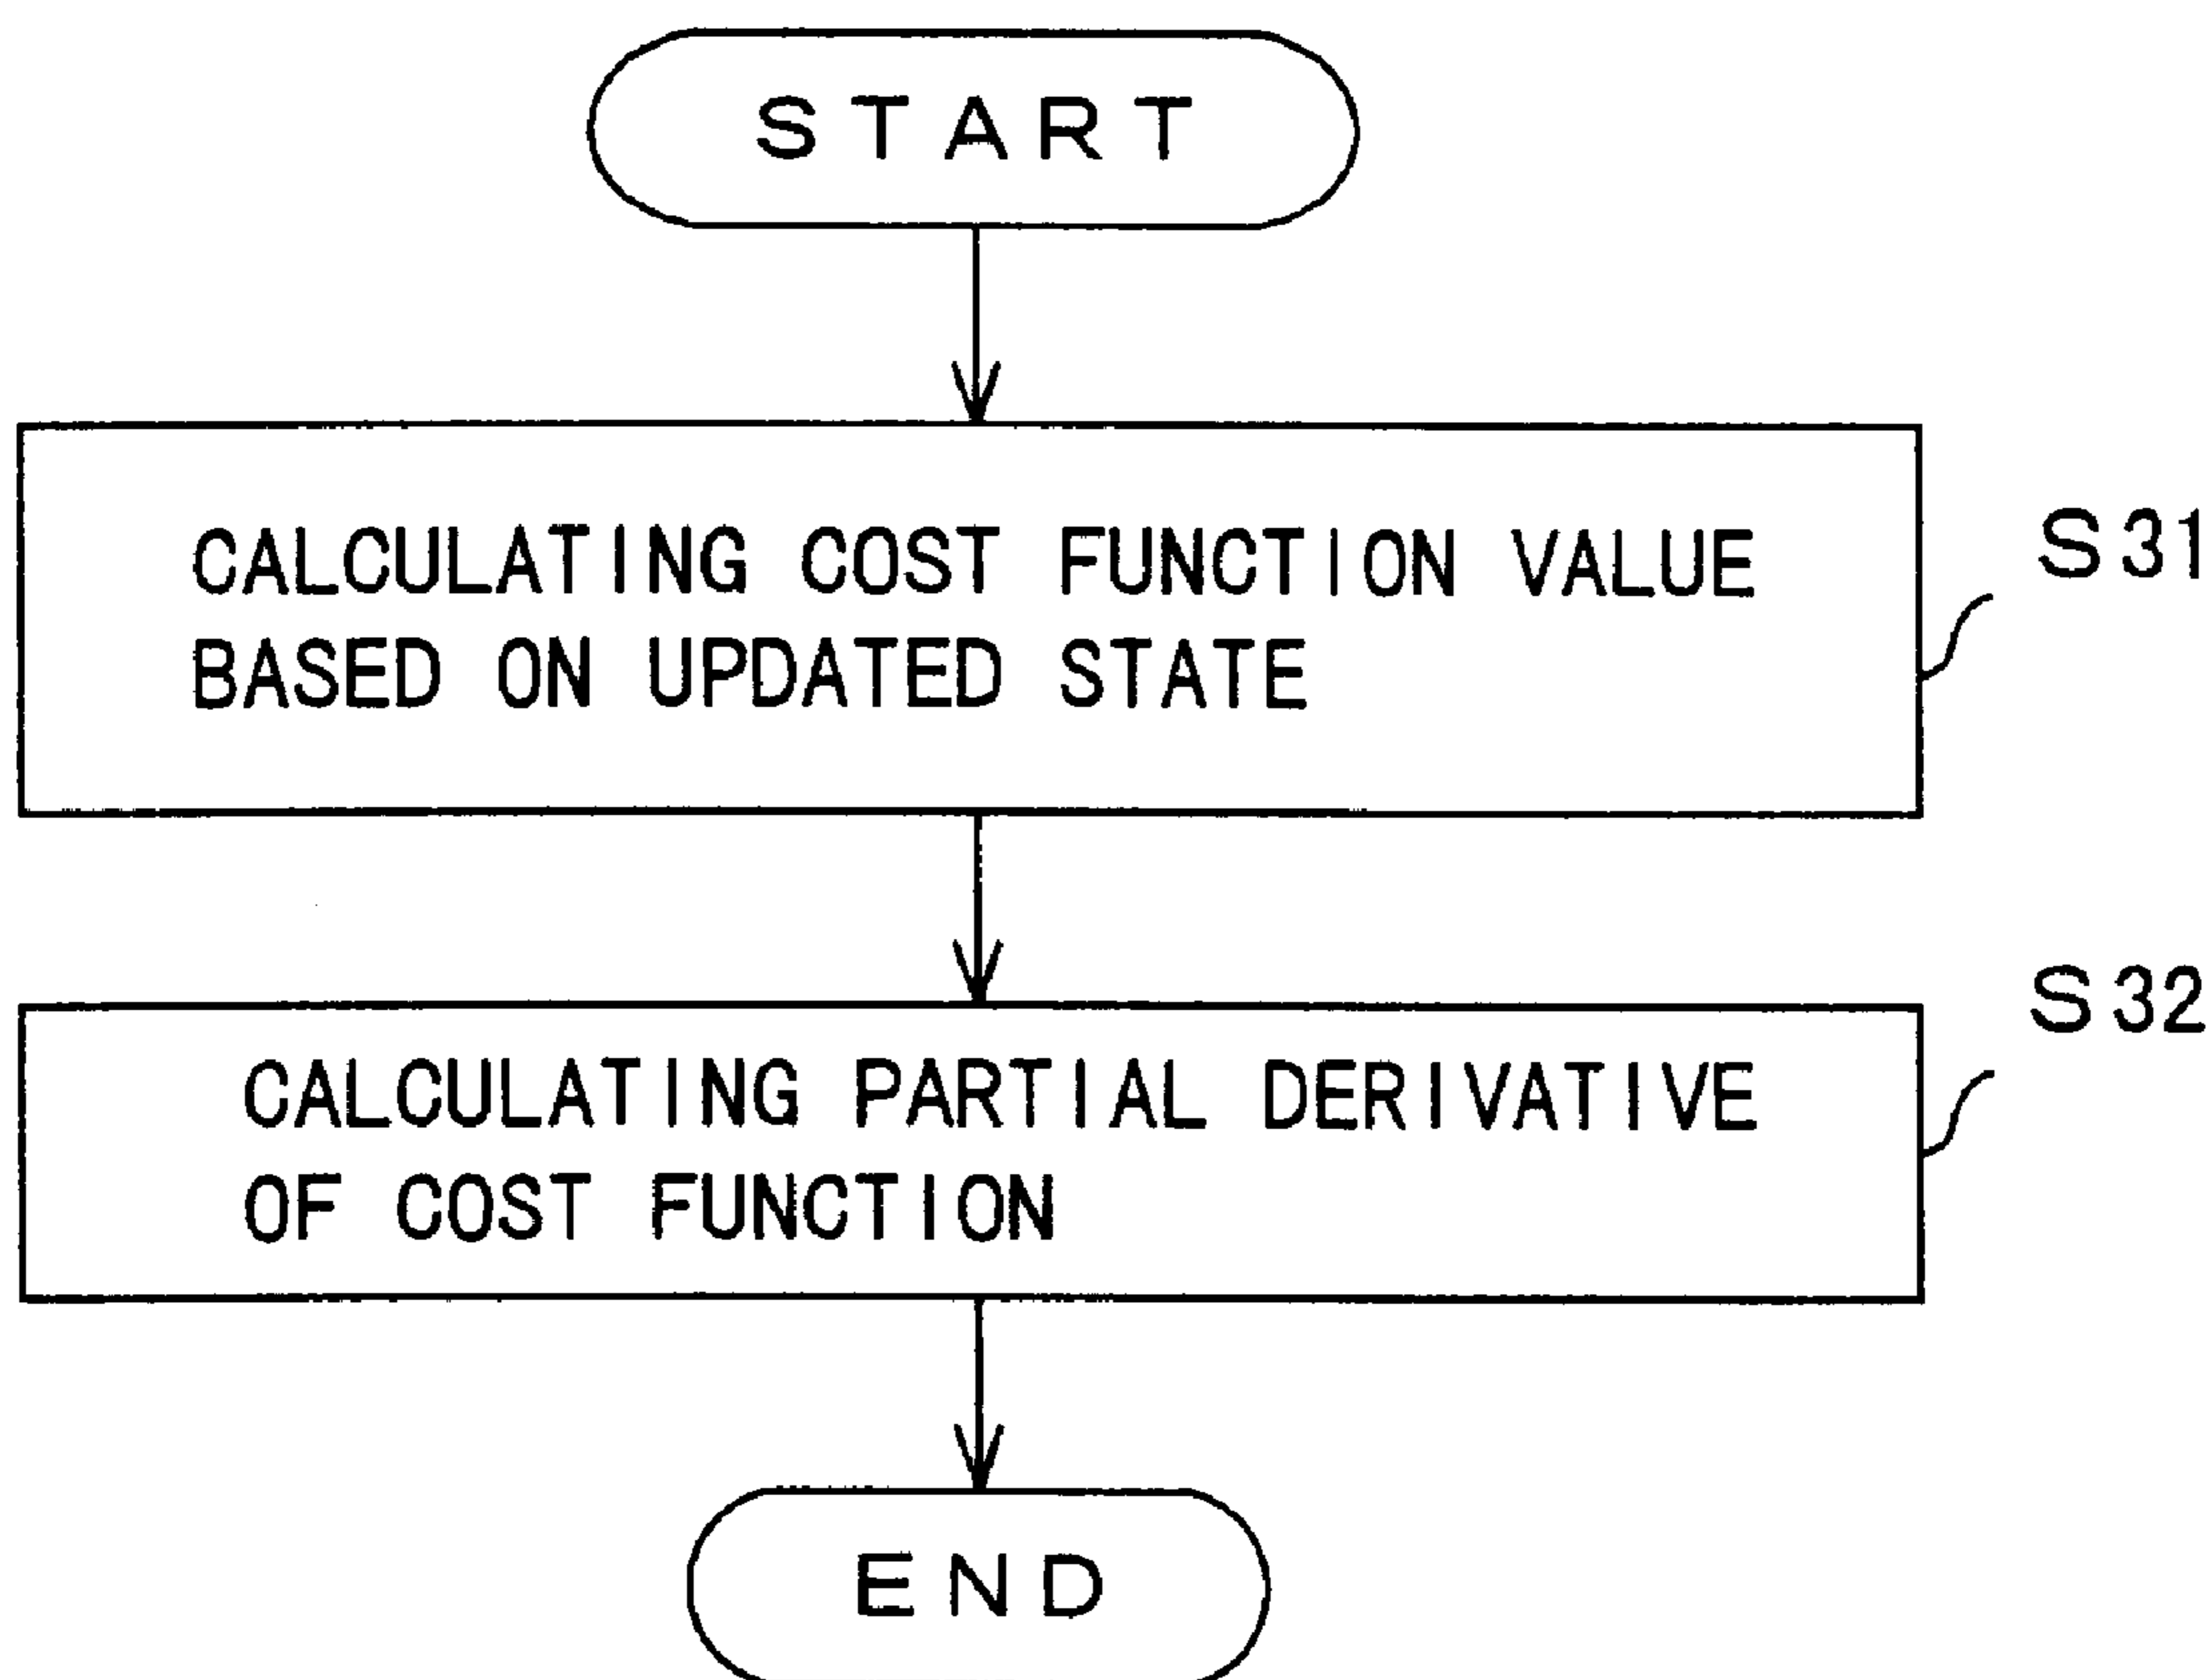 START
CALCULATING COST FUNCTION VALUE
BASED ON UPDATED STATE
S31
CALCULATING PARTIAL DERIVATIVE
OF COST FUNCTION
S32
END